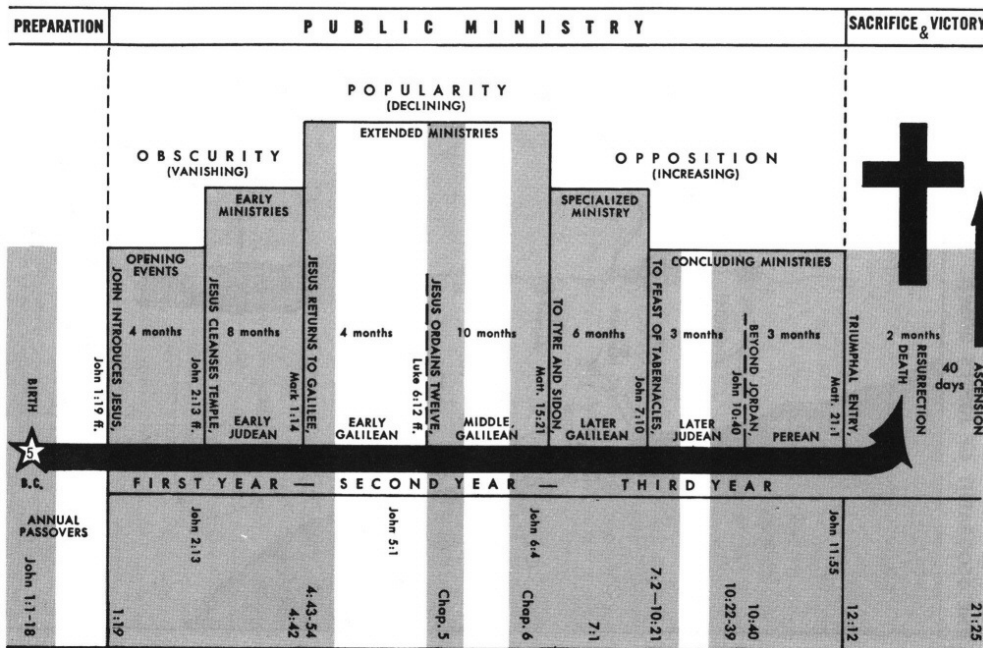 PREPARATION
PUBLIC MINISTRY
SACRIFICE & VICTORY
POPULARITY
(DECLINING)
EXTENDED MINISTRIES
OBSCURITY
(VANISHING)
OPPOSITION
(INCREASING)
EARLY
MINISTRIES
SPECIALIZED
MINISTRY
OPENING
EVENTS
CONCLUDING MINISTRIES
JOHN INTRODUCES JESUS,
John 1:19 ff.
4 months
JESUS CLEANSES TEMPLE,
John 2:13 ff.
8 months
EARLY
JUDEAN
JESUS RETURNS TO GALILEE,
Mark 1:14
4 months
EARLY
GALILEAN
JESUS ORDAINS TWELVE,
Luke 6:12 ff.
10 months
MIDDLE
GALILEAN
TO TYRE AND SIDON,
Matt. 15:21
6 months
LATER
GALILEAN
TO FEAST OF TABERNACLES,
John 7:10
3 months
LATER
JUDEAN
BEYOND JORDAN,
John 10:40
3 months
PEREAN
TRIUMPHAL ENTRY,
Matt. 21:1
2 months
RESURRECTION
DEATH
40
days
ASCENSION
BIRTH
5
B.C.
FIRST YEAR — SECOND YEAR — THIRD YEAR
ANNUAL
PASSOVERS
John 2:13
John 5:1
John 6:4
John 11:55
John 1:1-18
1:19
4:42
4:43-54
Chap. 5
Chap. 6
7:1
7:2—10:21
10:22-39
10:40
12:12
21:25